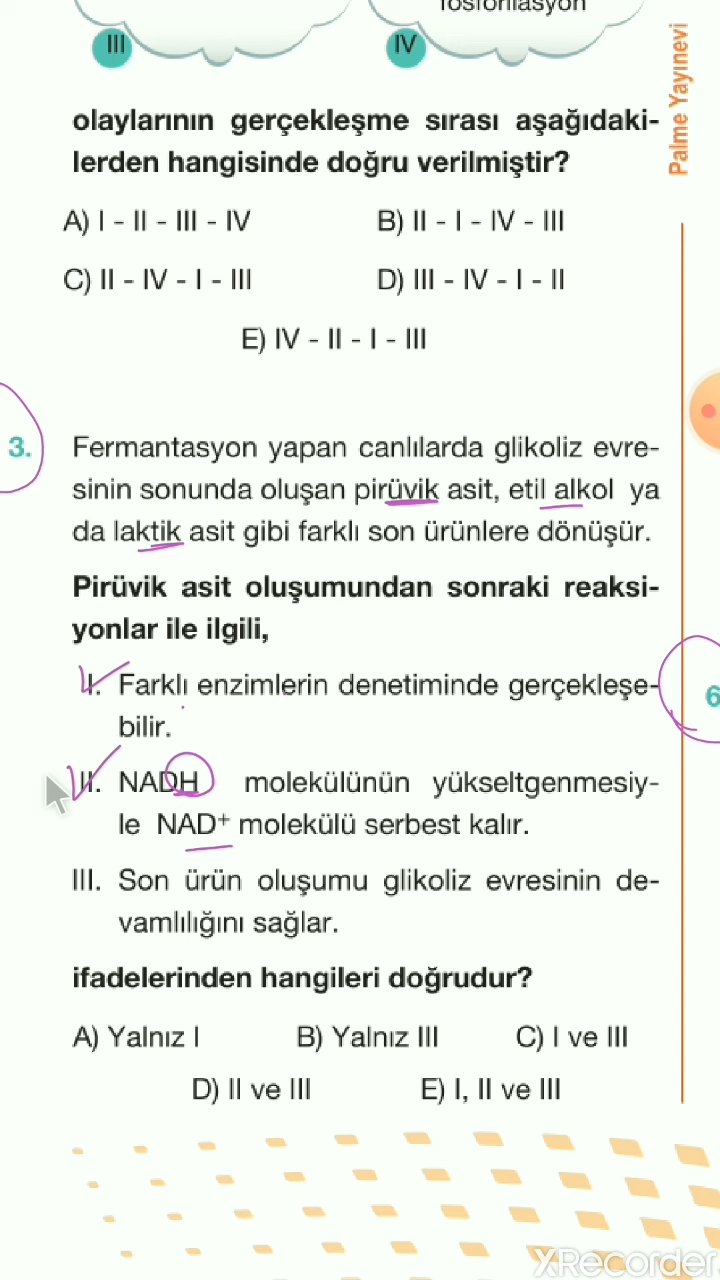 fosforilasyon
III
IV
Palme Yayınevi
olaylarının gerçekleşme sırası aşağıdaki-
lerden hangisinde doğru verilmiştir?
A) I - II - III - IV
B) II - I - IV - III
C) II - IV - I - III
D) III - IV - I - II
E) IV - II - I - III
3. Fermantasyon yapan canlılarda glikoliz evre-
sinin sonunda oluşan pirüvik asit, etil alkol ya
da laktik asit gibi farklı son ürünlere dönüşür.
Pirüvik asit oluşumundan sonraki reaksi-
yonlar ile ilgili,
I. Farklı enzimlerin denetiminde gerçekleşe-
bilir.
II. NADH molekülünün yükseltgenmesiy-
le NAD+ molekülü serbest kalır.
III. Son ürün oluşumu glikoliz evresinin de-
vamlılığını sağlar.
ifadelerinden hangileri doğrudur?
A) Yalnız I
B) Yalnız III
C) I ve III
D) II ve III
E) I, II ve III
6
XRecorder